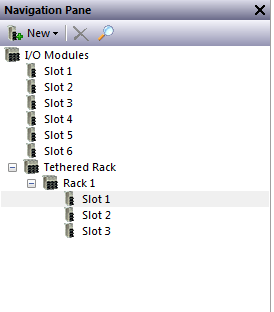 Navigation Pane
New
I/O Modules
Slot 1
Slot 2
Slot 3
Slot 4
Slot 5
Slot 6
Tethered Rack
Rack 1
Slot 1
Slot 2
Slot 3